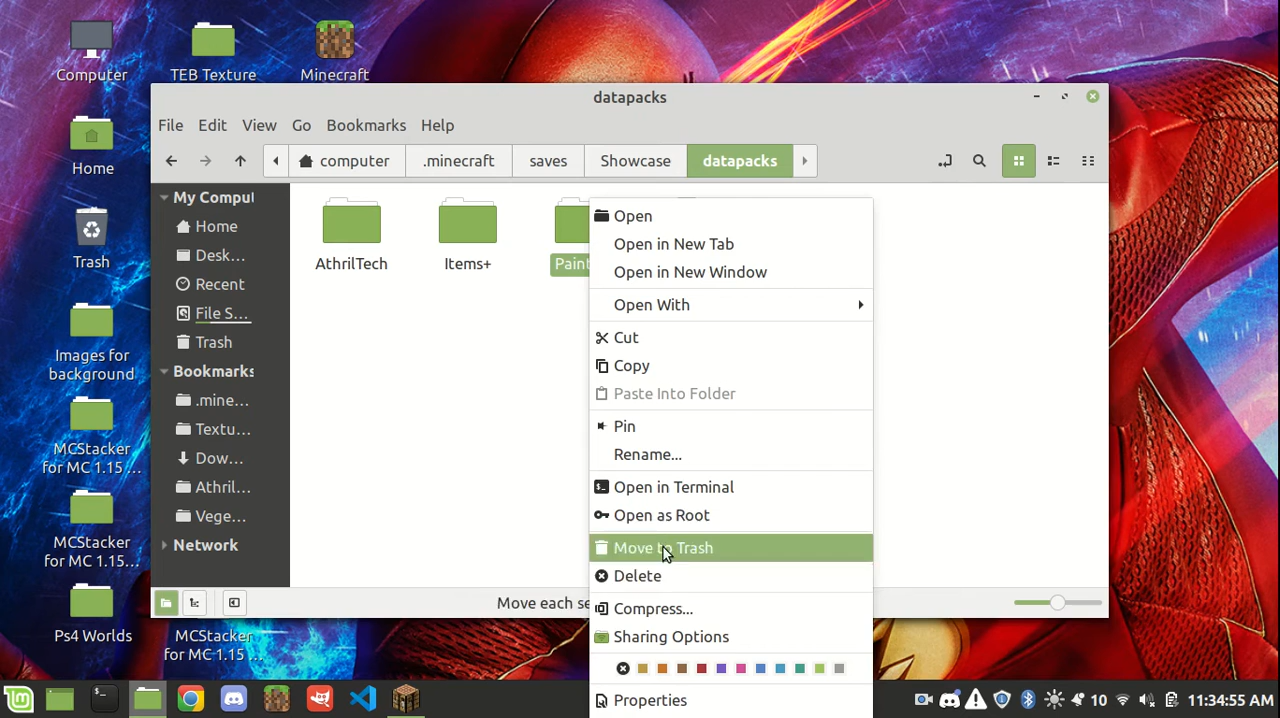 Computer
TEB Texture
Minecraft
Home
Trash
Images for
background
MCStacker
for MC 1.15 ...
MCStacker
for MC 1.15...
Ps4 Worlds
MCStacker
for MC 1.15 ...
datapacks
File Edit View Go Bookmarks Help
computer .minecraft saves Showcase datapacks
My Comput
Home
Desk...
Recent
File S...
Trash
Bookmarks
.mine...
Textu...
Dow...
Athril...
Vege...
Network
AthrilTech
Items+
Paint
Move each se
Open
Open in New Tab
Open in New Window
Open With
Cut
Copy
Paste Into Folder
Pin
Rename...
Open in Terminal
Open as Root
Move to Trash
Delete
Compress...
Sharing Options
Properties
10
11:34:55 AM